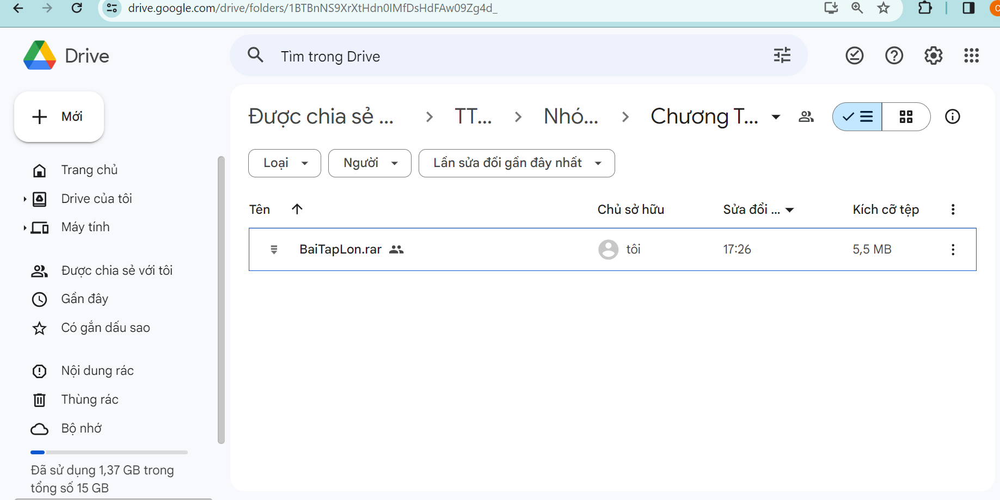 drive.google.com/drive/folders/1BTBnNS9XrXtHdn0IMfDsHdFAw09Zg4d_
Drive
Tìm trong Drive
Mới
Được chia sẻ ... > TT... > Nhó... > Chương T...
Loại
Người
Lần sửa đổi gần đây nhất
Trang chủ
Drive của tôi
Máy tính
Được chia sẻ với tôi
Gần đây
Có gắn dấu sao
Nội dung rác
Thùng rác
Bộ nhớ
Đã sử dụng 1,37 GB trong
tổng số 15 GB
Tên Chủ sở hữu Sửa đổi ... Kích cỡ tệp
BaiTapLon.rar tôi 17:26 5,5 MB